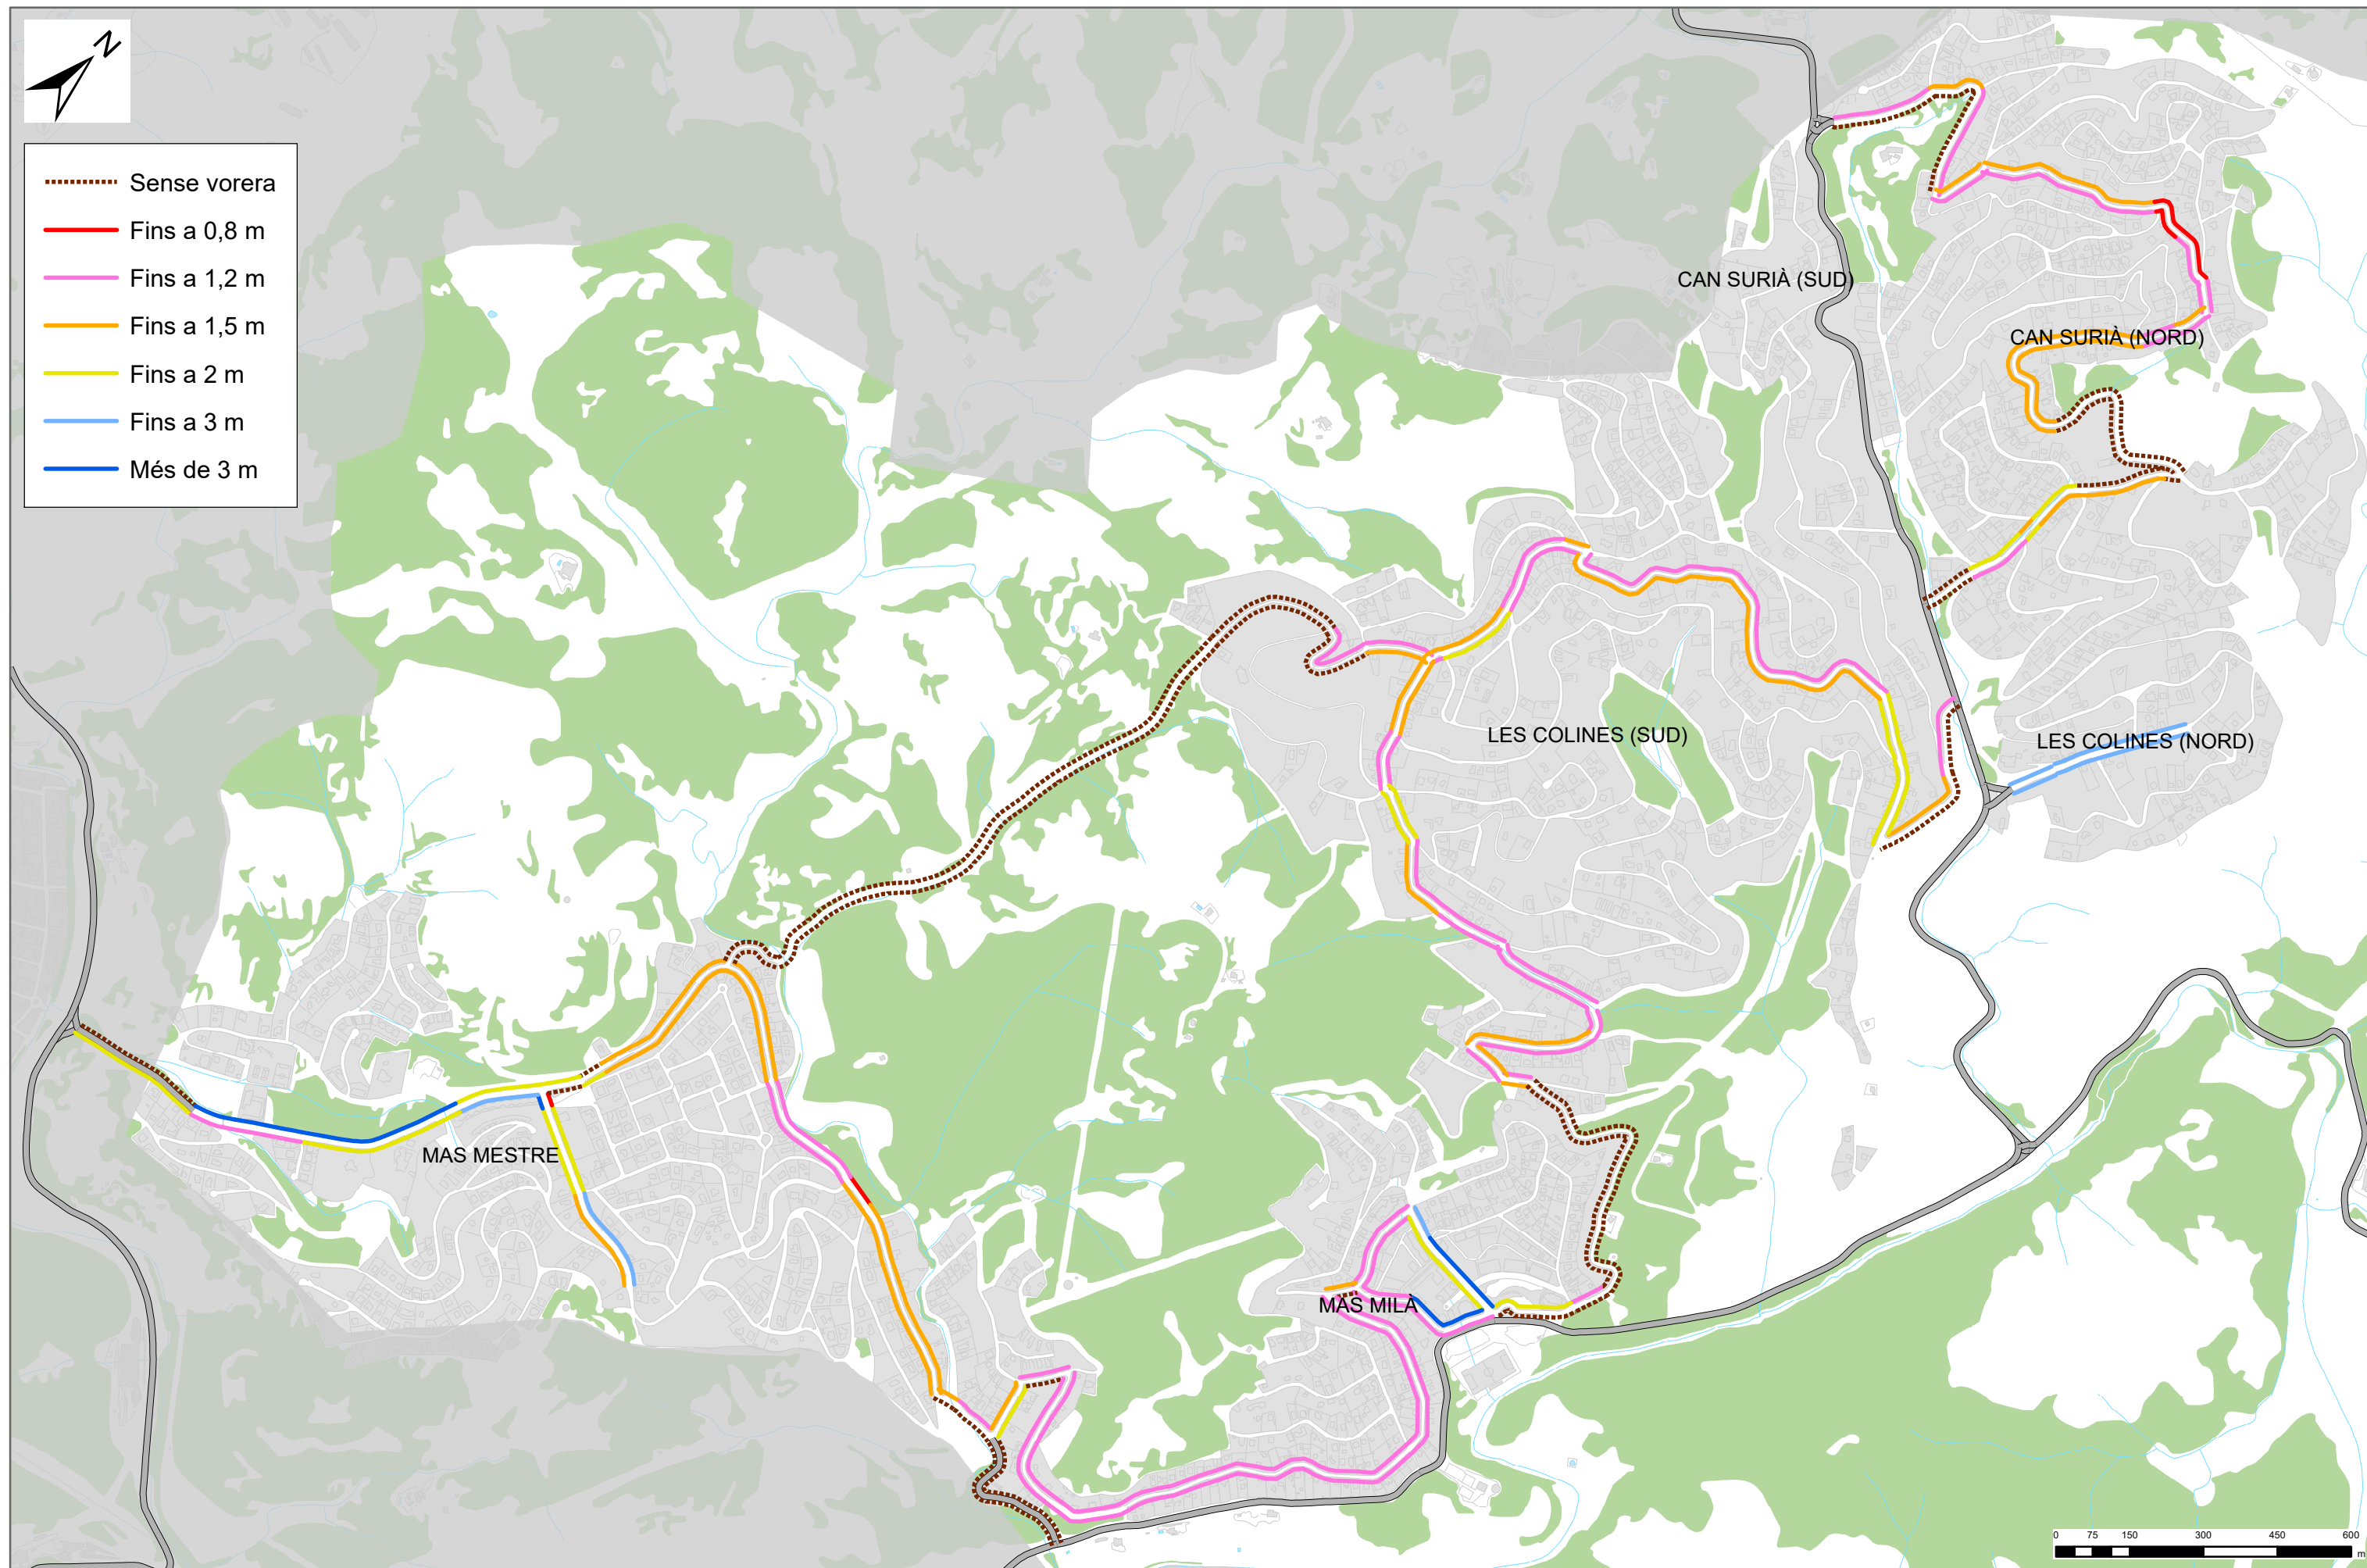 N
Sense vorera
Fins a 0,8 m
Fins a 1,2 m
Fins a 1,5 m
Fins a 2 m
Fins a 3 m
Més de 3 m
CAN SURIÀ (SUD)
CAN SURIÀ (NORD)
LES COLINES (SUD)
LES COLINES (NORD)
MAS MESTRE
MAS MILÀ
0 75 150 300 450 600
m